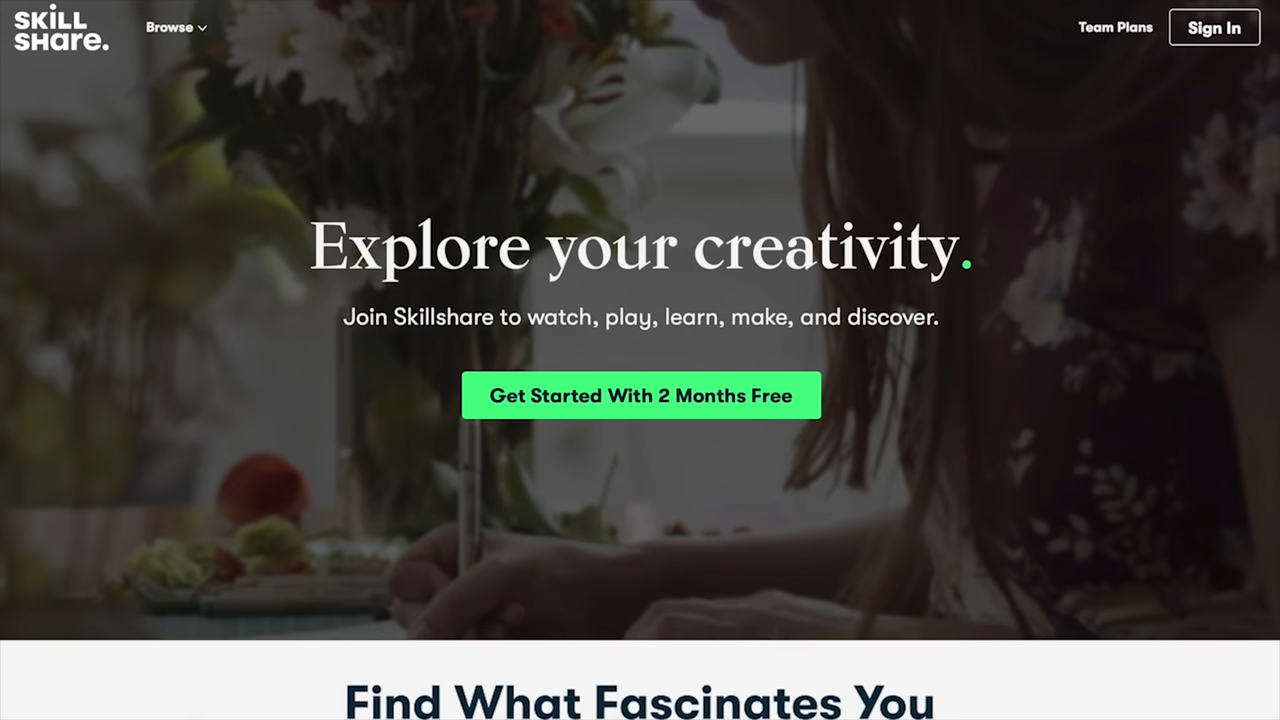 SKiLL
SHare.
Browse
Team Plans
Sign In
Explore your creativity.
Join Skillshare to watch, play, learn, make, and discover.
Get Started With 2 Months Free
Find What Fascinates You